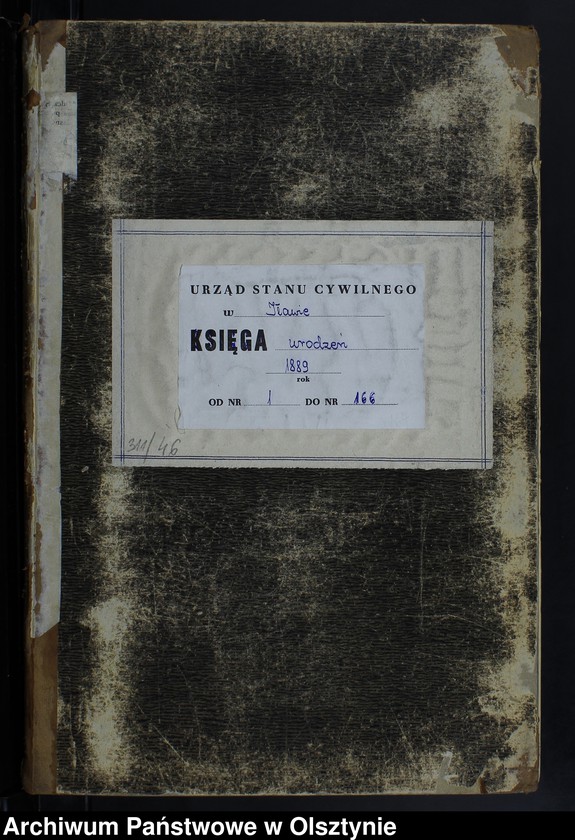 URZĄD STANU CYWILNEGO
w Iławie
KSIĘGA urodzeń
1889
rok
OD NR 1 DO NR 166
311/46
Archiwum Państwowe w Olsztynie